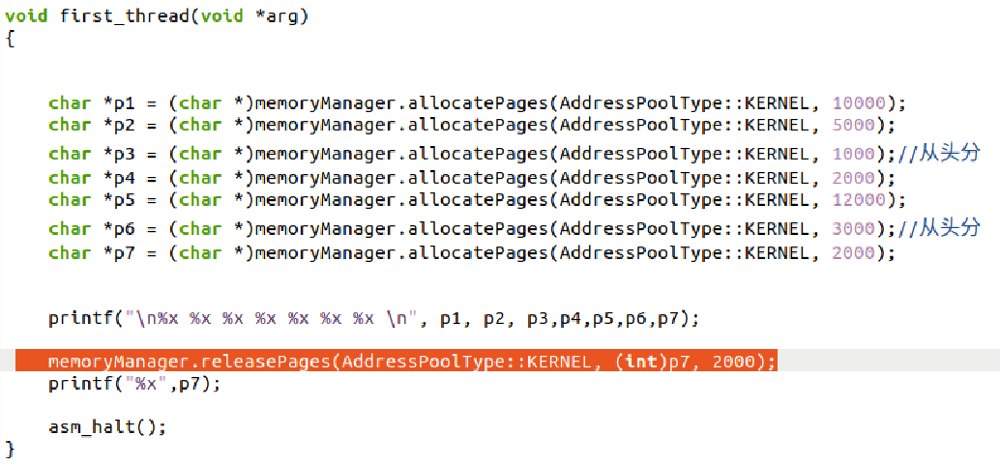 void first_thread(void *arg)
{
char *p1 = (char *)memoryManager.allocatePages(AddressPoolType::KERNEL, 10000);
char *p2 = (char *)memoryManager.allocatePages(AddressPoolType::KERNEL, 5000);
char *p3 = (char *)memoryManager.allocatePages(AddressPoolType::KERNEL, 1000);//从头分
char *p4 = (char *)memoryManager.allocatePages(AddressPoolType::KERNEL, 2000);
char *p5 = (char *)memoryManager.allocatePages(AddressPoolType::KERNEL, 12000);
char *p6 = (char *)memoryManager.allocatePages(AddressPoolType::KERNEL, 3000);//从头分
char *p7 = (char *)memoryManager.allocatePages(AddressPoolType::KERNEL, 2000);
printf("\n%x %x %x %x %x %x %x \n", p1, p2, p3,p4,p5,p6,p7);
memoryManager.releasePages(AddressPoolType::KERNEL, (int)p7, 2000);
printf("%x",p7);
asm_halt();
}